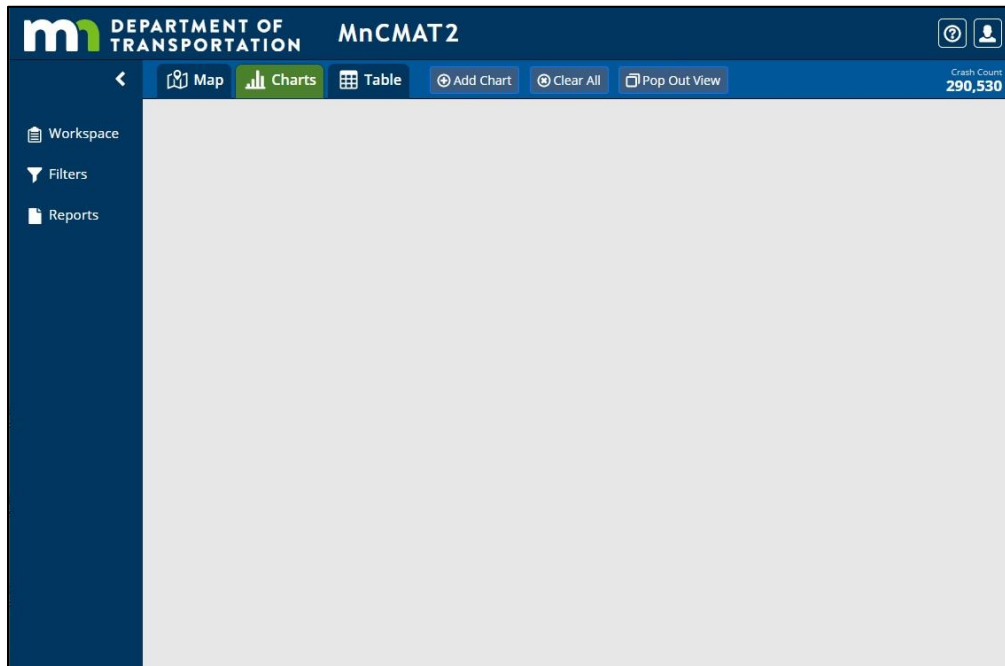 DEPARTMENT OF
TRANSPORTATION
MnCMAT2
Map
Charts
Table
Add Chart
Clear All
Pop Out View
Crash Count
290,530
Workspace
Filters
Reports